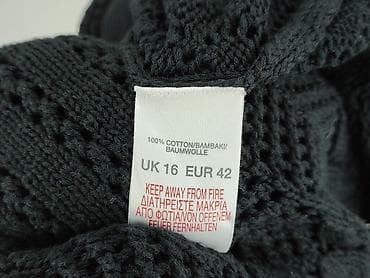 100% COTTON/BAMBAKI/
BAUMWOLLE
UK 16 EUR 42
KEEP AWAY FROM FIRE
ΔΙΑΤΗΡΕΙΣΤΕ ΜΑΚΡΙΑ
ΑΠΟ ΦΩΤΙΑ/VON OFFENEM
FEUER FERNHALTEN